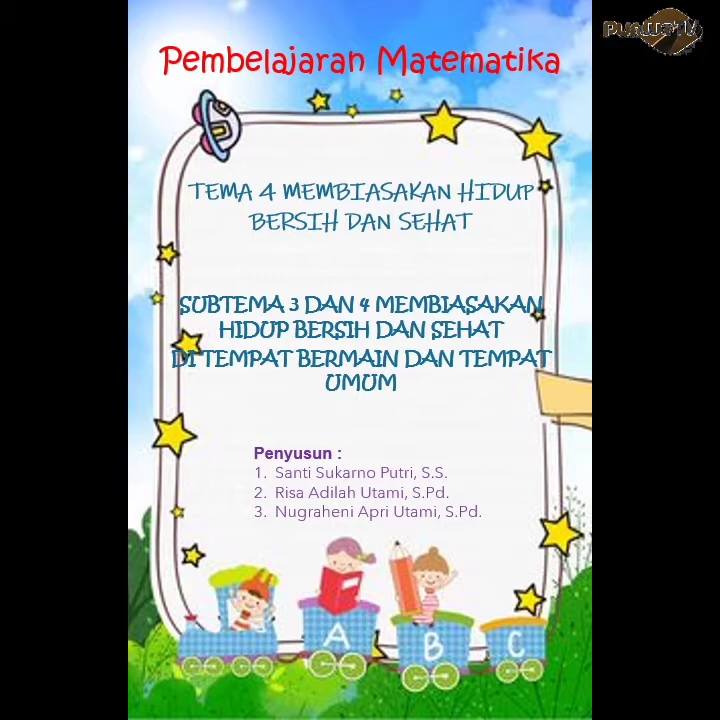 PURWATV
Pembelajaran Matematika
TEMA 4 MEMBIASAKAN HIDUP
BERSIH DAN SEHAT
SUBTEMA 3 DAN 4 MEMBIASAKAN
HIDUP BERSIH DAN SEHAT
DI TEMPAT BERMAIN DAN TEMPAT
UMUM
Penyusun :
1. Santi Sukarno Putri, S.S.
2. Risa Adilah Utami, S.Pd.
3. Nugraheni Apri Utami, S.Pd.
A B C